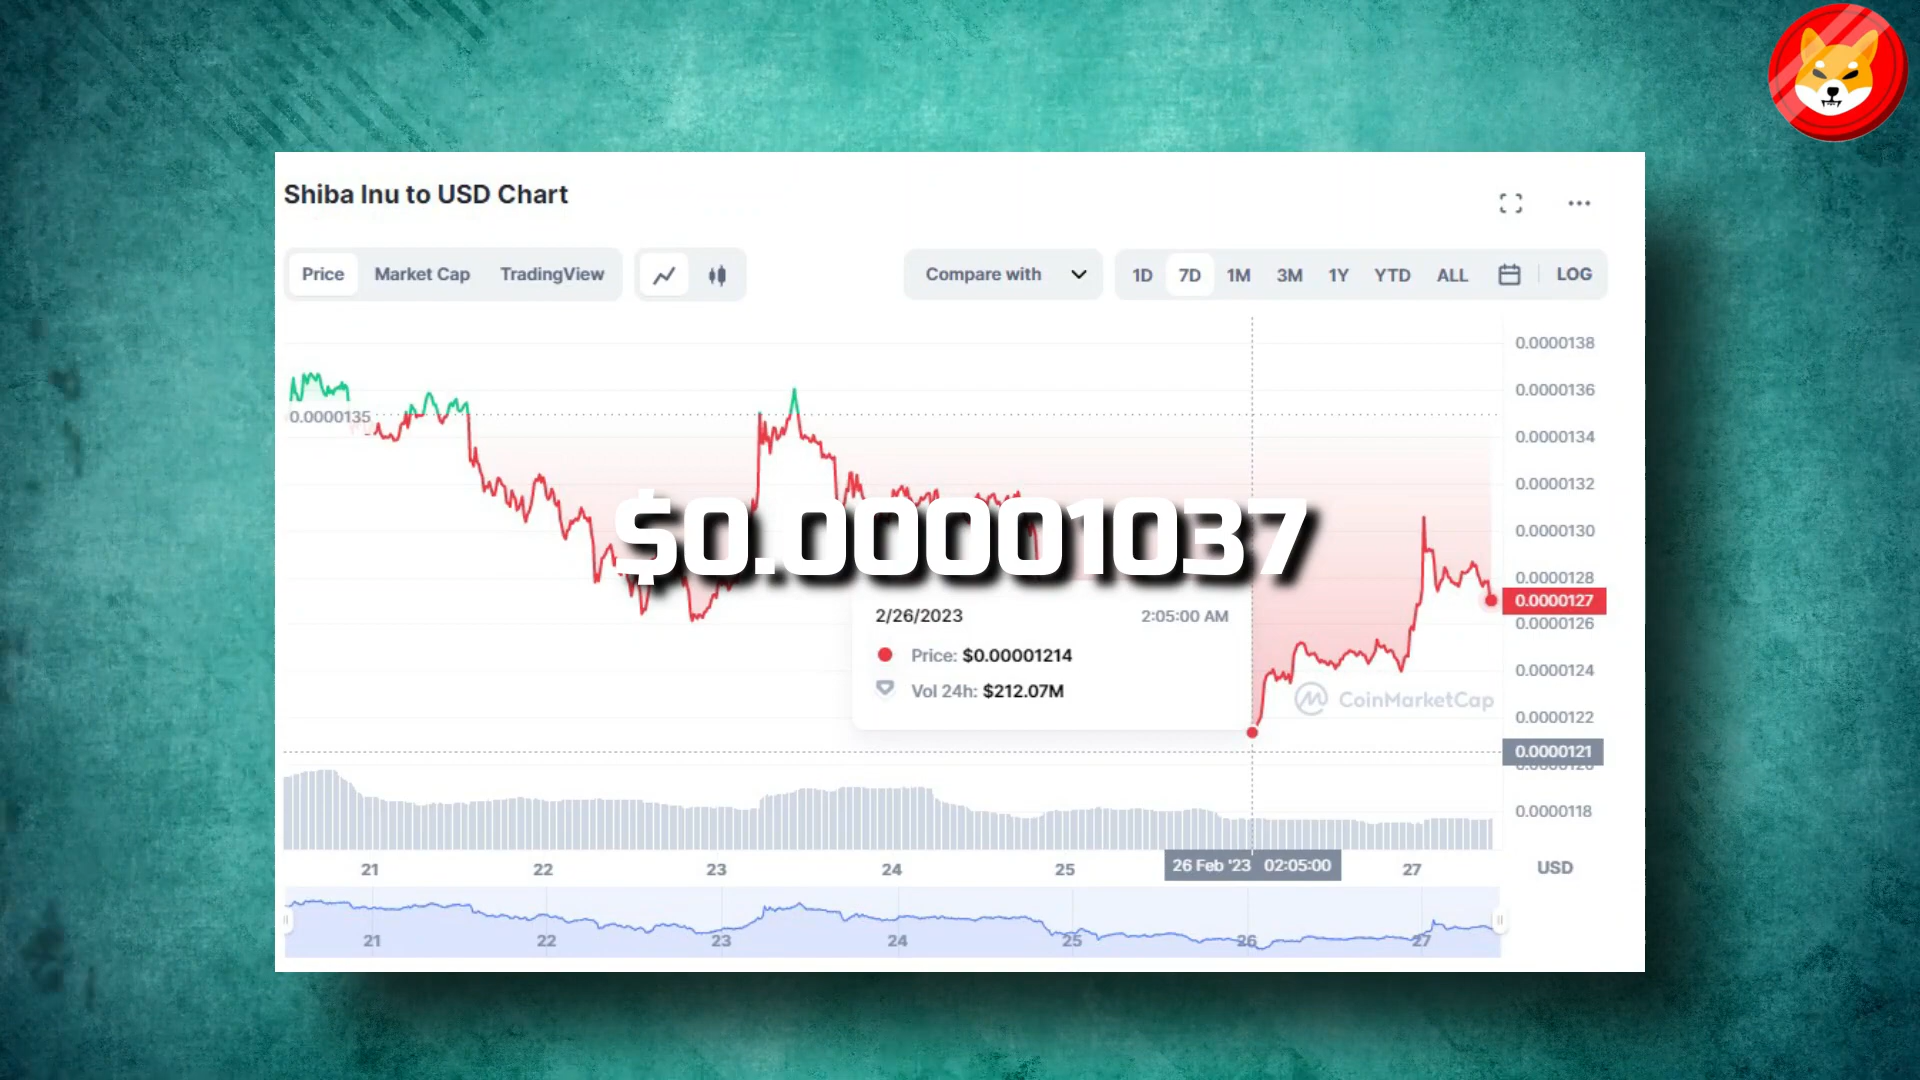 Shiba Inu to USD Chart
Price Market Cap TradingView
Compare with
1D 7D 1M 3M 1Y YTD ALL LOG
0.0000138
0.0000136
0.0000135
0.0000134
0.0000132
$0.00001037
0.0000130
0.0000128
0.0000127
0.0000126
2/26/2023 2:05:00 AM
Price: $0.00001214
Vol 24h: $212.07M
0.0000124
CoinMarketCap
0.0000122
0.0000121
0.0000118
21 22 23 24 25 26 Feb '23 02:05:00 27 USD
21 22 23 24 25 26 27